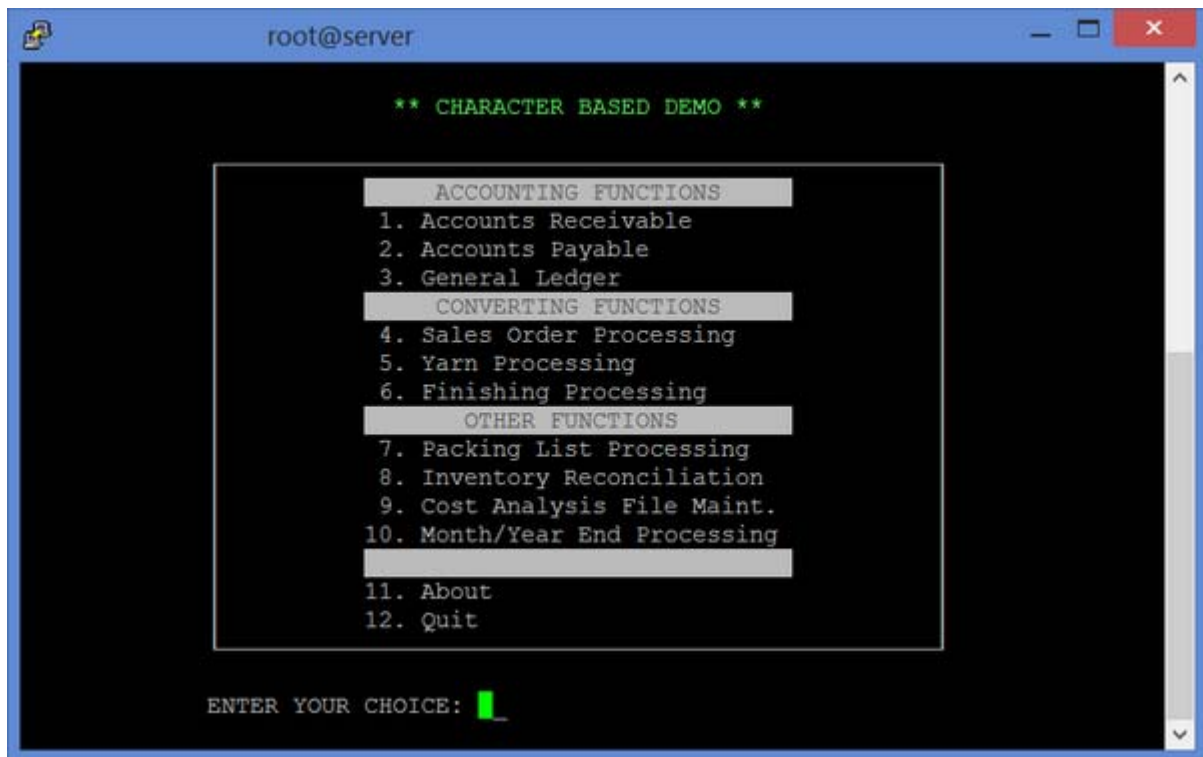 root@server
** CHARACTER BASED DEMO **
ACCOUNTING FUNCTIONS
1. Accounts Receivable
2. Accounts Payable
3. General Ledger
CONVERTING FUNCTIONS
4. Sales Order Processing
5. Yarn Processing
6. Finishing Processing
OTHER FUNCTIONS
7. Packing List Processing
8. Inventory Reconciliation
9. Cost Analysis File Maint.
10. Month/Year End Processing
11. About
12. Quit
ENTER YOUR CHOICE: _